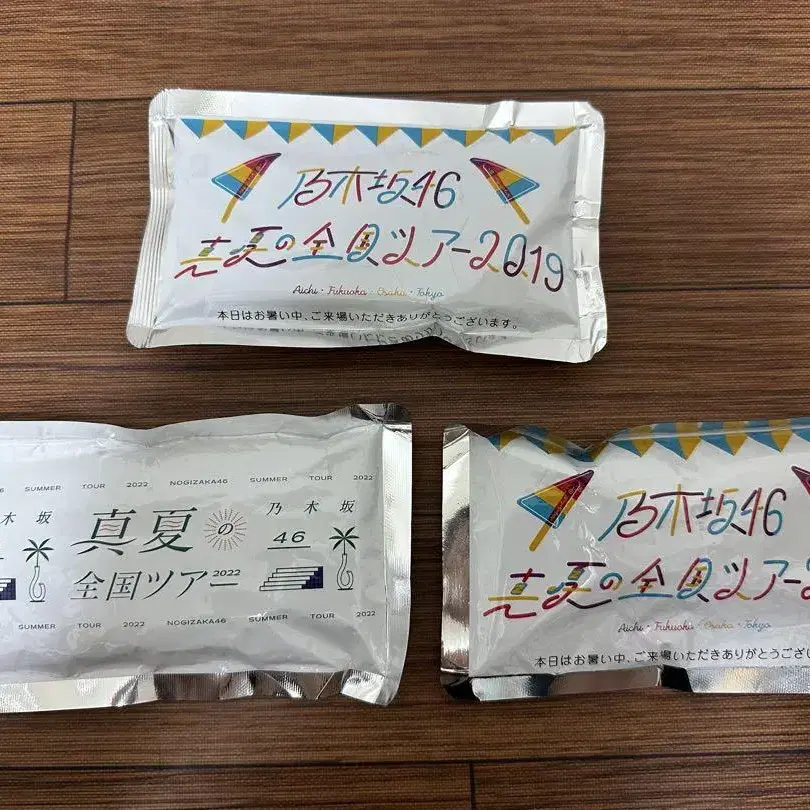 乃木坂46
真夏の全国ツアー2019
Aichi・Fukuoka・Osaka・Tokyo
本日はお暑い中、ご来場いただきありがとうございます。
46 SUMMER TOUR 2022 NOGIZAKA46 SUMMER TOUR 2022
木坂
真夏の
乃木坂
46
全国ツアー2022
SUMMER TOUR 2022 NOGIZAKA46 SUMMER TOUR 2022
乃木坂46
真夏の全国ツアー2
Aichi・Fukuoka・Osaka・Tokyo
本日はお暑い中、ご来場いただきありがとうござい